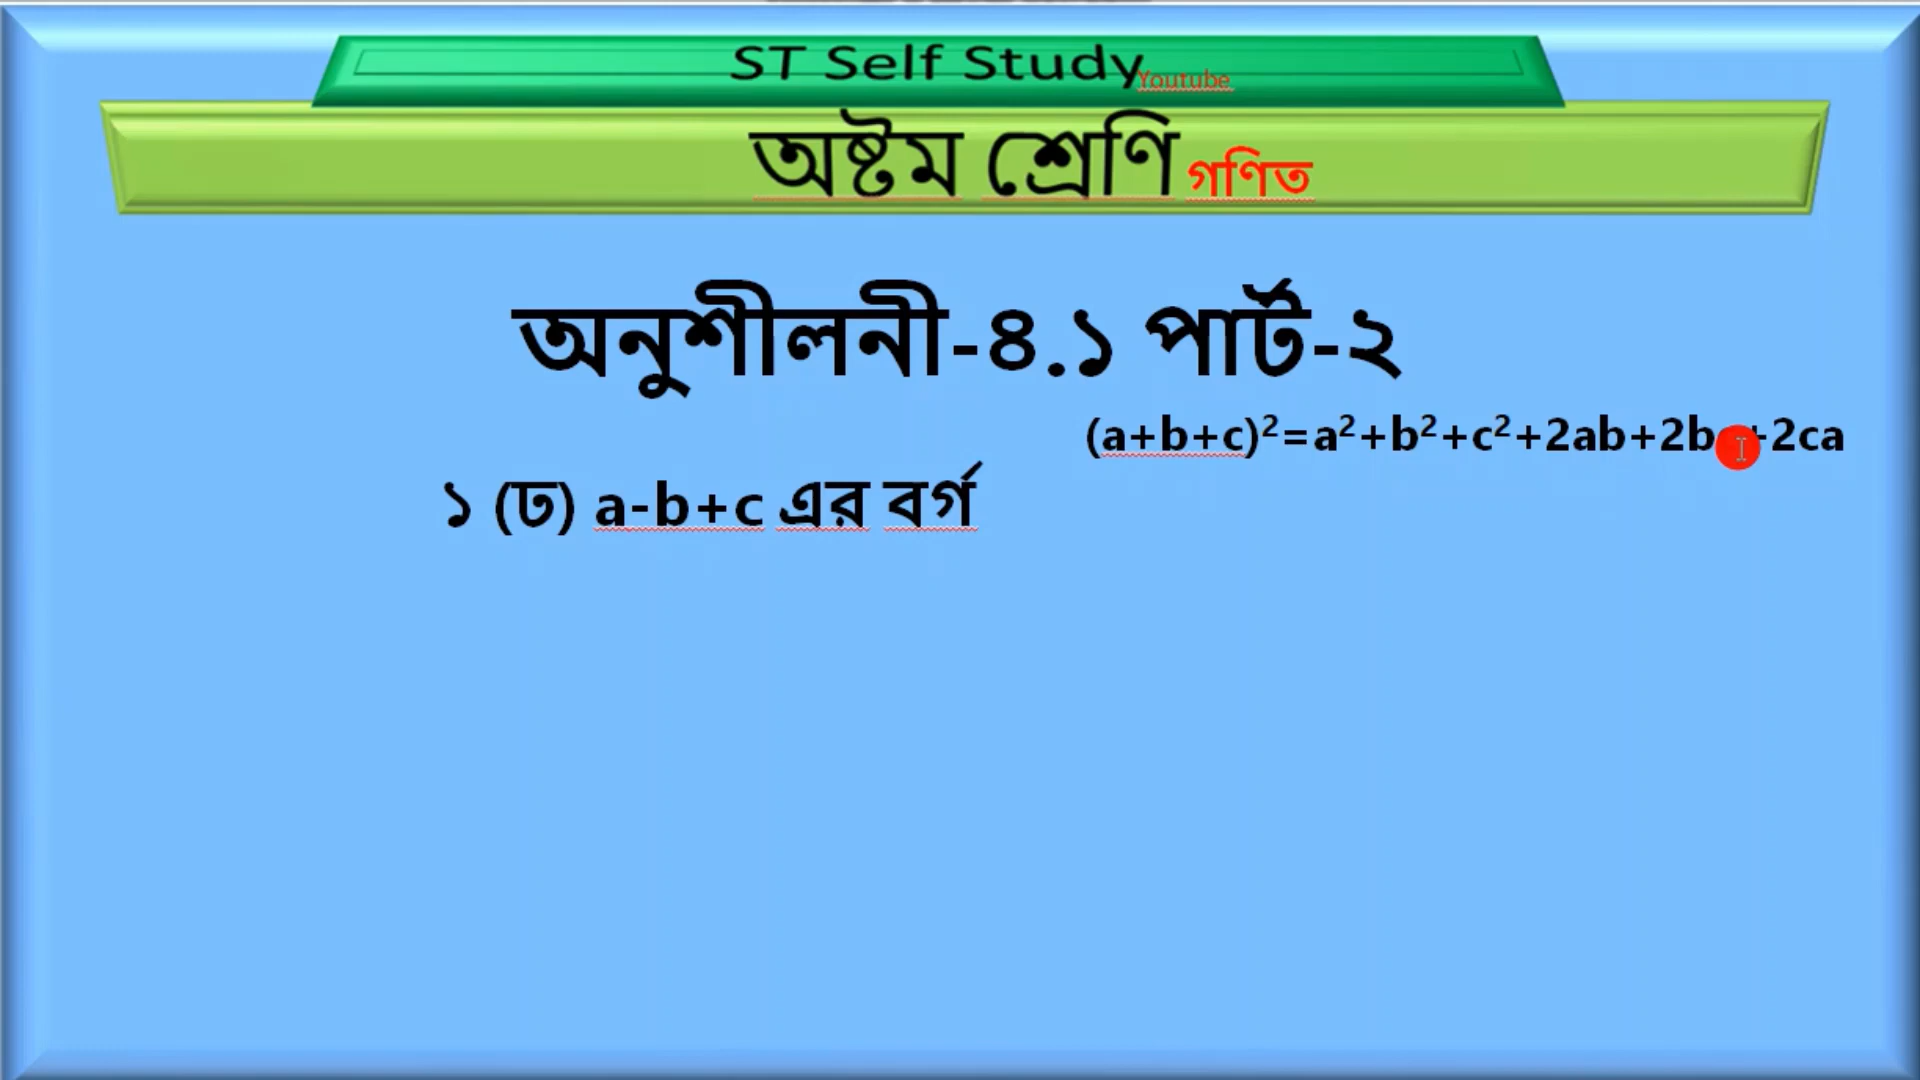 ST Self Study Youtube
অষ্টম শ্রেণি গণিত
অনুশীলনী-৪.১ পার্ট-২
(a+b+c)²=a²+b²+c²+2ab+2b +2ca
১ (ঢ) a-b+c এর বর্গ